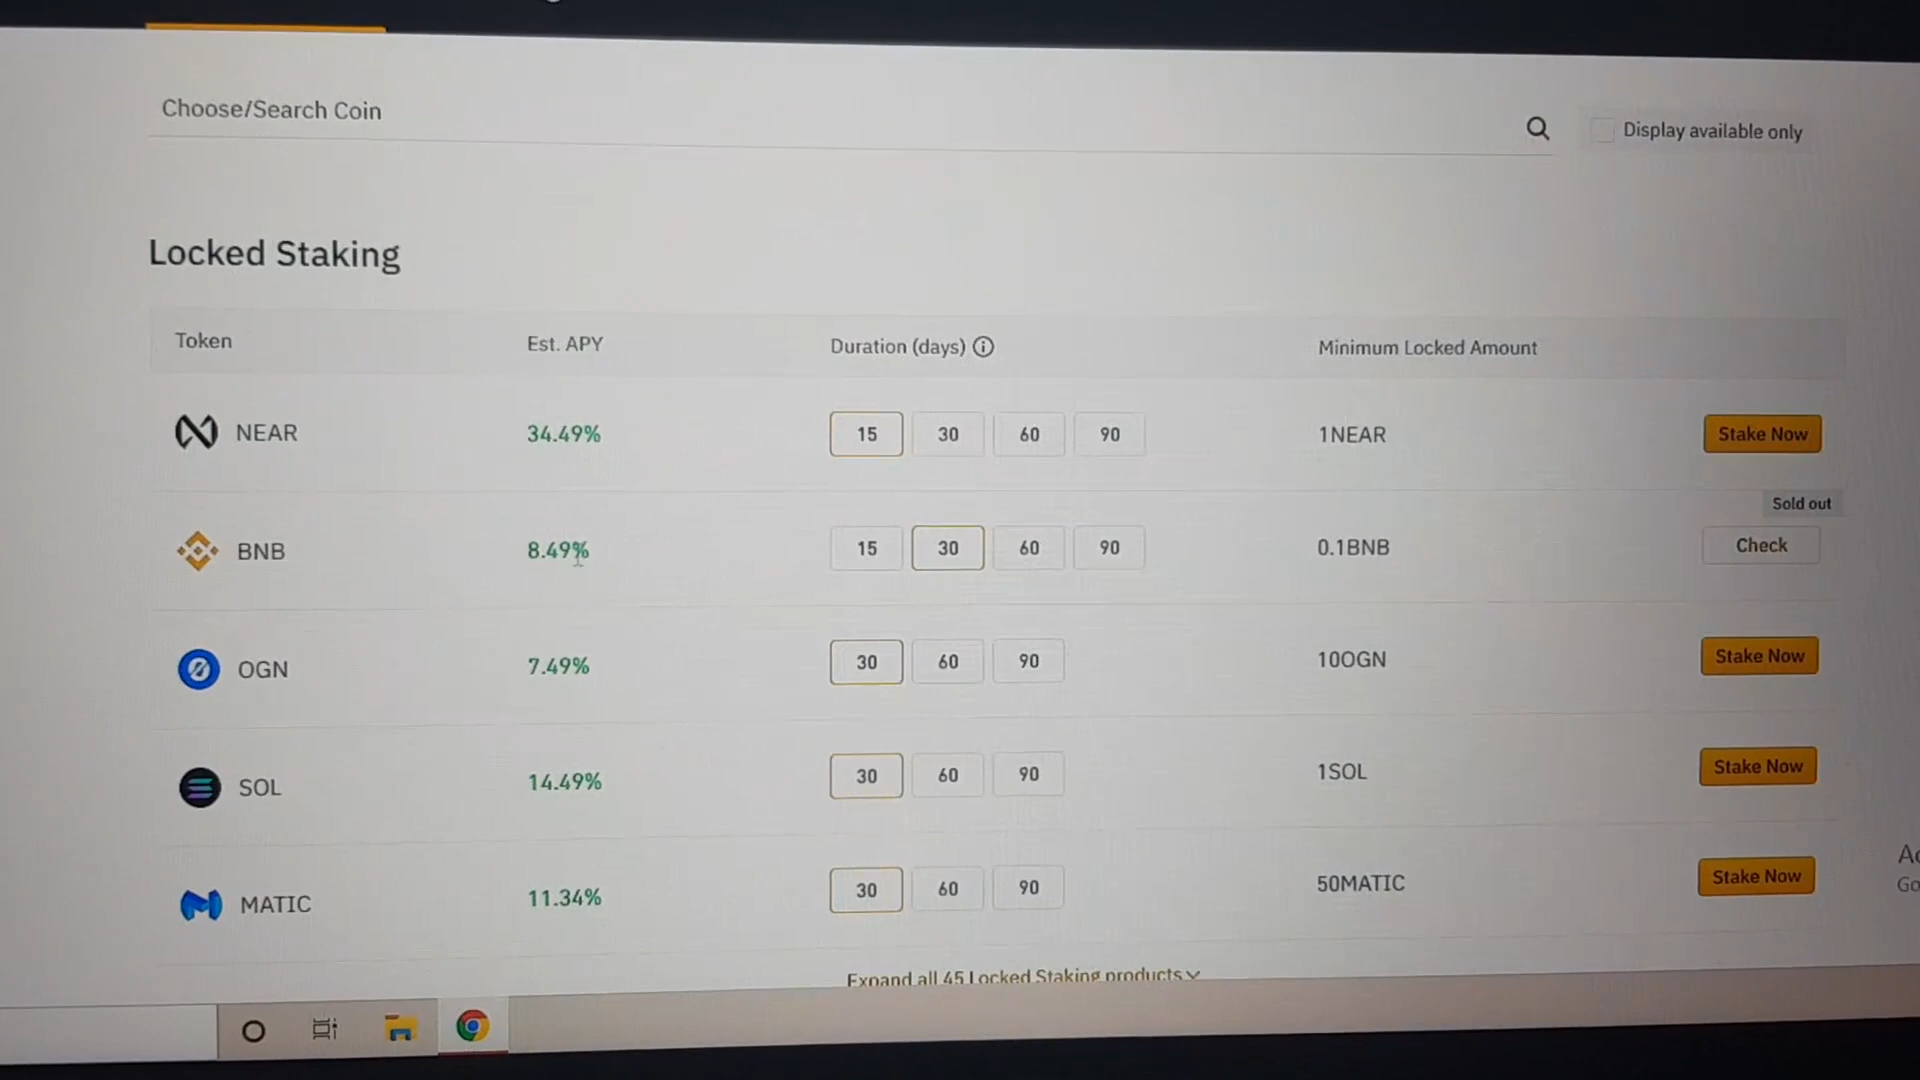 Choose/Search Coin
Display available only
Locked Staking
Token Est. APY Duration (days) Minimum Locked Amount
NEAR 34.49% 15 30 60 90 1NEAR Stake Now
Sold out
BNB 8.49% 15 30 60 90 0.1BNB Check
OGN 7.49% 30 60 90 10OGN Stake Now
SOL 14.49% 30 60 90 1SOL Stake Now
MATIC 11.34% 30 60 90 50MATIC Stake Now
Expand all 45 Locked Staking products